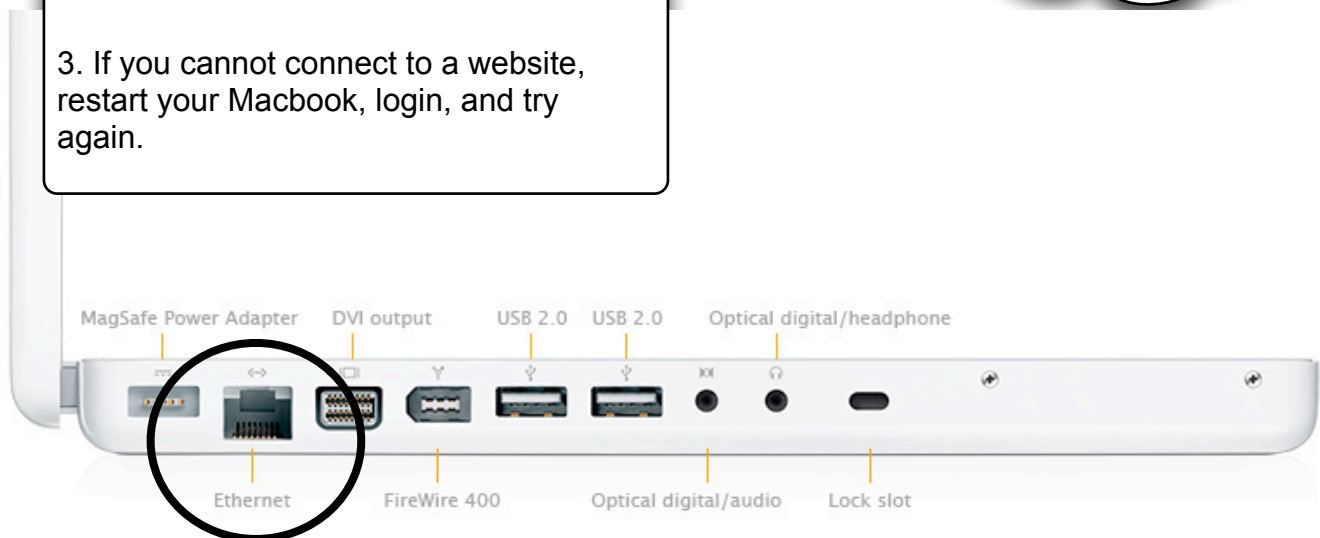 3. If you cannot connect to a website,
restart your Macbook, login, and try
again.
MagSafe Power Adapter DVI output USB 2.0 USB 2.0 Optical digital/headphone
Ethernet FireWire 400 Optical digital/audio Lock slot